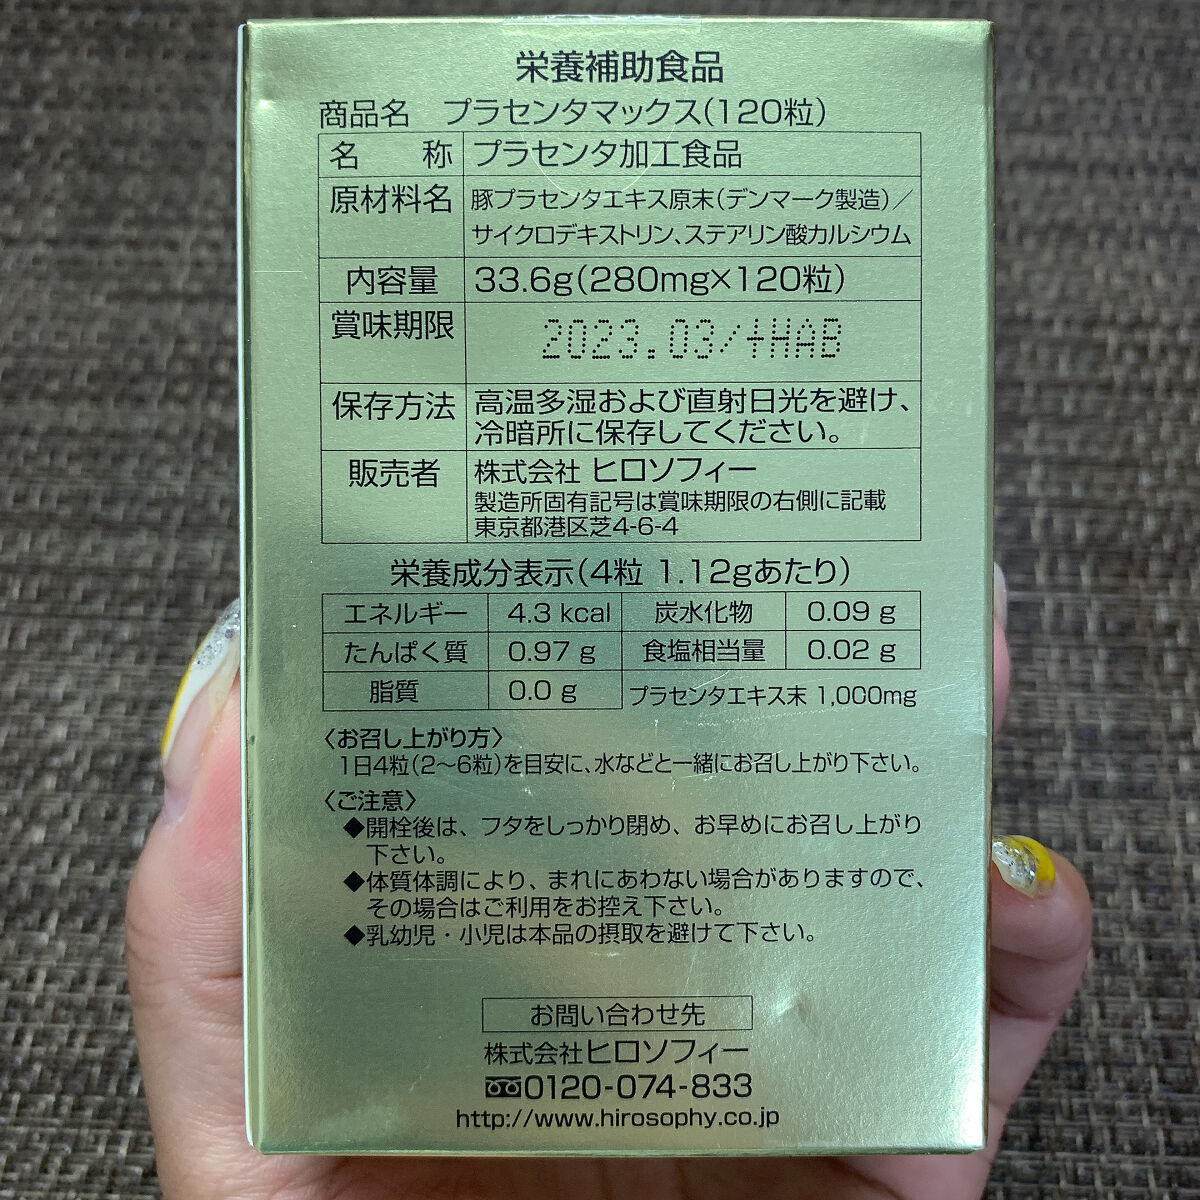 栄養補助食品
商品名 プラセンタマックス(120粒)
名 称 プラセンタ加工食品
原材料名 豚プラセンタエキス原末(デンマーク製造)／
サイクロデキストリン、ステアリン酸カルシウム
内容量 33.6g(280mg×120粒)
賞味期限 2023.03/tHAB
保存方法 高温多湿および直射日光を避け、
冷暗所に保存してください。
販売者 株式会社 ヒロソフィー
製造所固有記号は賞味期限の右側に記載
東京都港区芝4-6-4
栄養成分表示(4粒 1.12gあたり)
エネルギー 4.3 kcal 炭水化物 0.09 g
たんぱく質 0.97 g 食塩相当量 0.02 g
脂質 0.0 g プラセンタエキス末 1,000mg
〈お召し上がり方〉
1日4粒(2〜6粒)を目安に、水などと一緒にお召し上がり下さい。
〈ご注意〉
◆開栓後は、フタをしっかり閉め、お早めにお召し上がり
下さい。
◆体質体調により、まれにあわない場合がありますので、
その場合はご利用をお控え下さい。
◆乳幼児・小児は本品の摂取を避けて下さい。
お問い合わせ先
株式会社ヒロソフィー
0120-074-833
http://www.hirosophy.co.jp